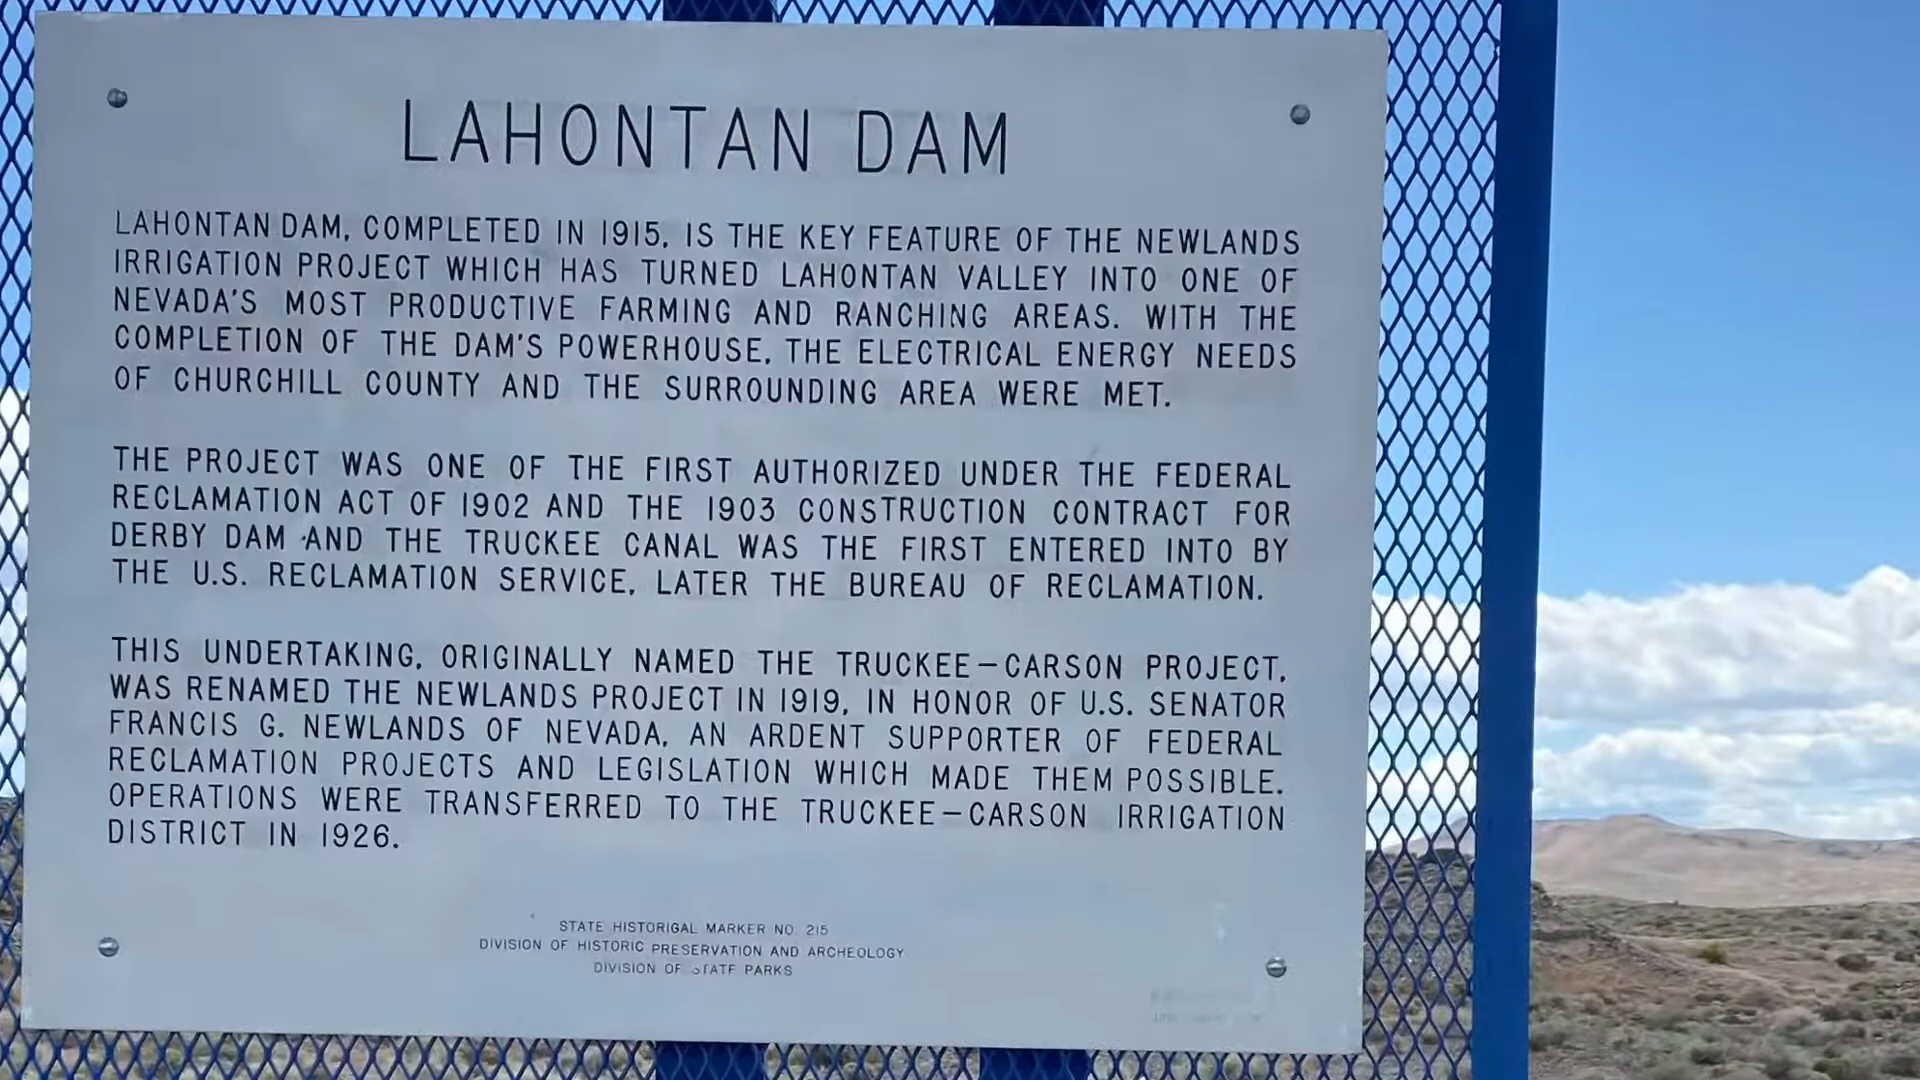 LAHONTAN DAM
LAHONTAN DAM, COMPLETED IN 1915, IS THE KEY FEATURE OF THE NEWLANDS
IRRIGATION PROJECT WHICH HAS TURNED LAHONTAN VALLEY INTO ONE OF
NEVADA'S MOST PRODUCTIVE FARMING AND RANCHING AREAS. WITH THE
COMPLETION OF THE DAM'S POWERHOUSE, THE ELECTRICAL ENERGY NEEDS
OF CHURCHILL COUNTY AND THE SURROUNDING AREA WERE MET.
THE PROJECT WAS ONE OF THE FIRST AUTHORIZED UNDER THE FEDERAL
RECLAMATION ACT OF 1902 AND THE 1903 CONSTRUCTION CONTRACT FOR
DERBY DAM AND THE TRUCKEE CANAL WAS THE FIRST ENTERED INTO BY
THE U.S. RECLAMATION SERVICE, LATER THE BUREAU OF RECLAMATION.
THIS UNDERTAKING, ORIGINALLY NAMED THE TRUCKEE–CARSON PROJECT,
WAS RENAMED THE NEWLANDS PROJECT IN 1919, IN HONOR OF U.S. SENATOR
FRANCIS G. NEWLANDS OF NEVADA, AN ARDENT SUPPORTER OF FEDERAL
RECLAMATION PROJECTS AND LEGISLATION WHICH MADE THEM POSSIBLE.
OPERATIONS WERE TRANSFERRED TO THE TRUCKEE–CARSON IRRIGATION
DISTRICT IN 1926.
STATE HISTORICAL MARKER NO. 215
DIVISION OF HISTORIC PRESERVATION AND ARCHEOLOGY
DIVISION OF STATE PARKS